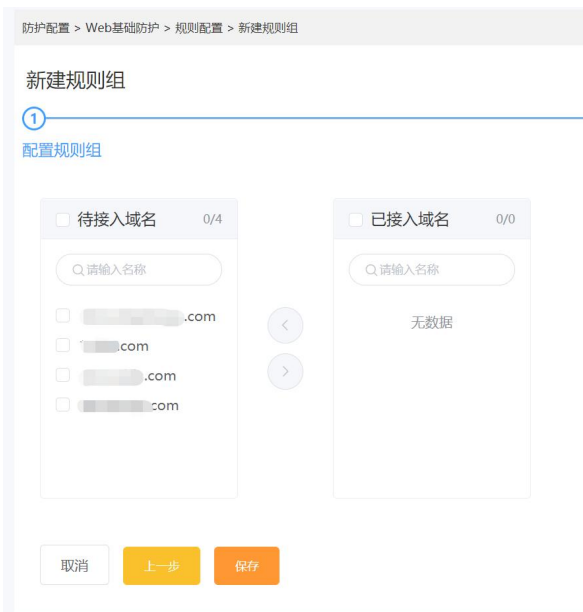 防护配置 > Web基础防护 > 规则配置 > 新建规则组
新建规则组
1
配置规则组
待接入域名 0/4
请输入名称
.com
.com
.com
com
已接入域名 0/0
请输入名称
无数据
取消 上一步 保存